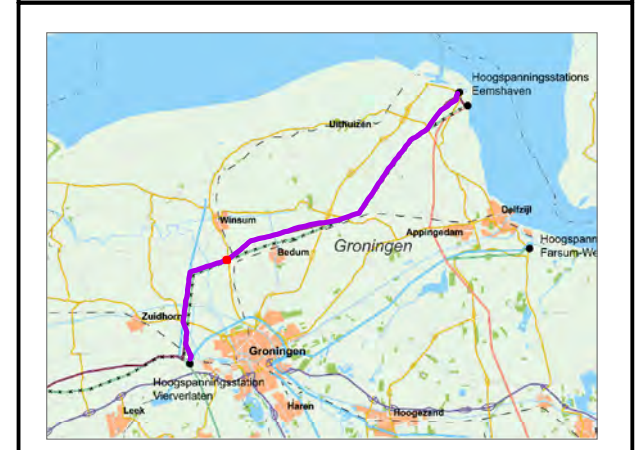 Hoogspanningsstations
Eemshaven
Uithuizen
Winsum
Delfzijl
Appingedam
Groningen
Hoogspann
Farsum-We
Bedum
Zuidhorn
Groningen
Hoogspanningsstation
Vierverlaten
Leek
Haren
Hoogezand